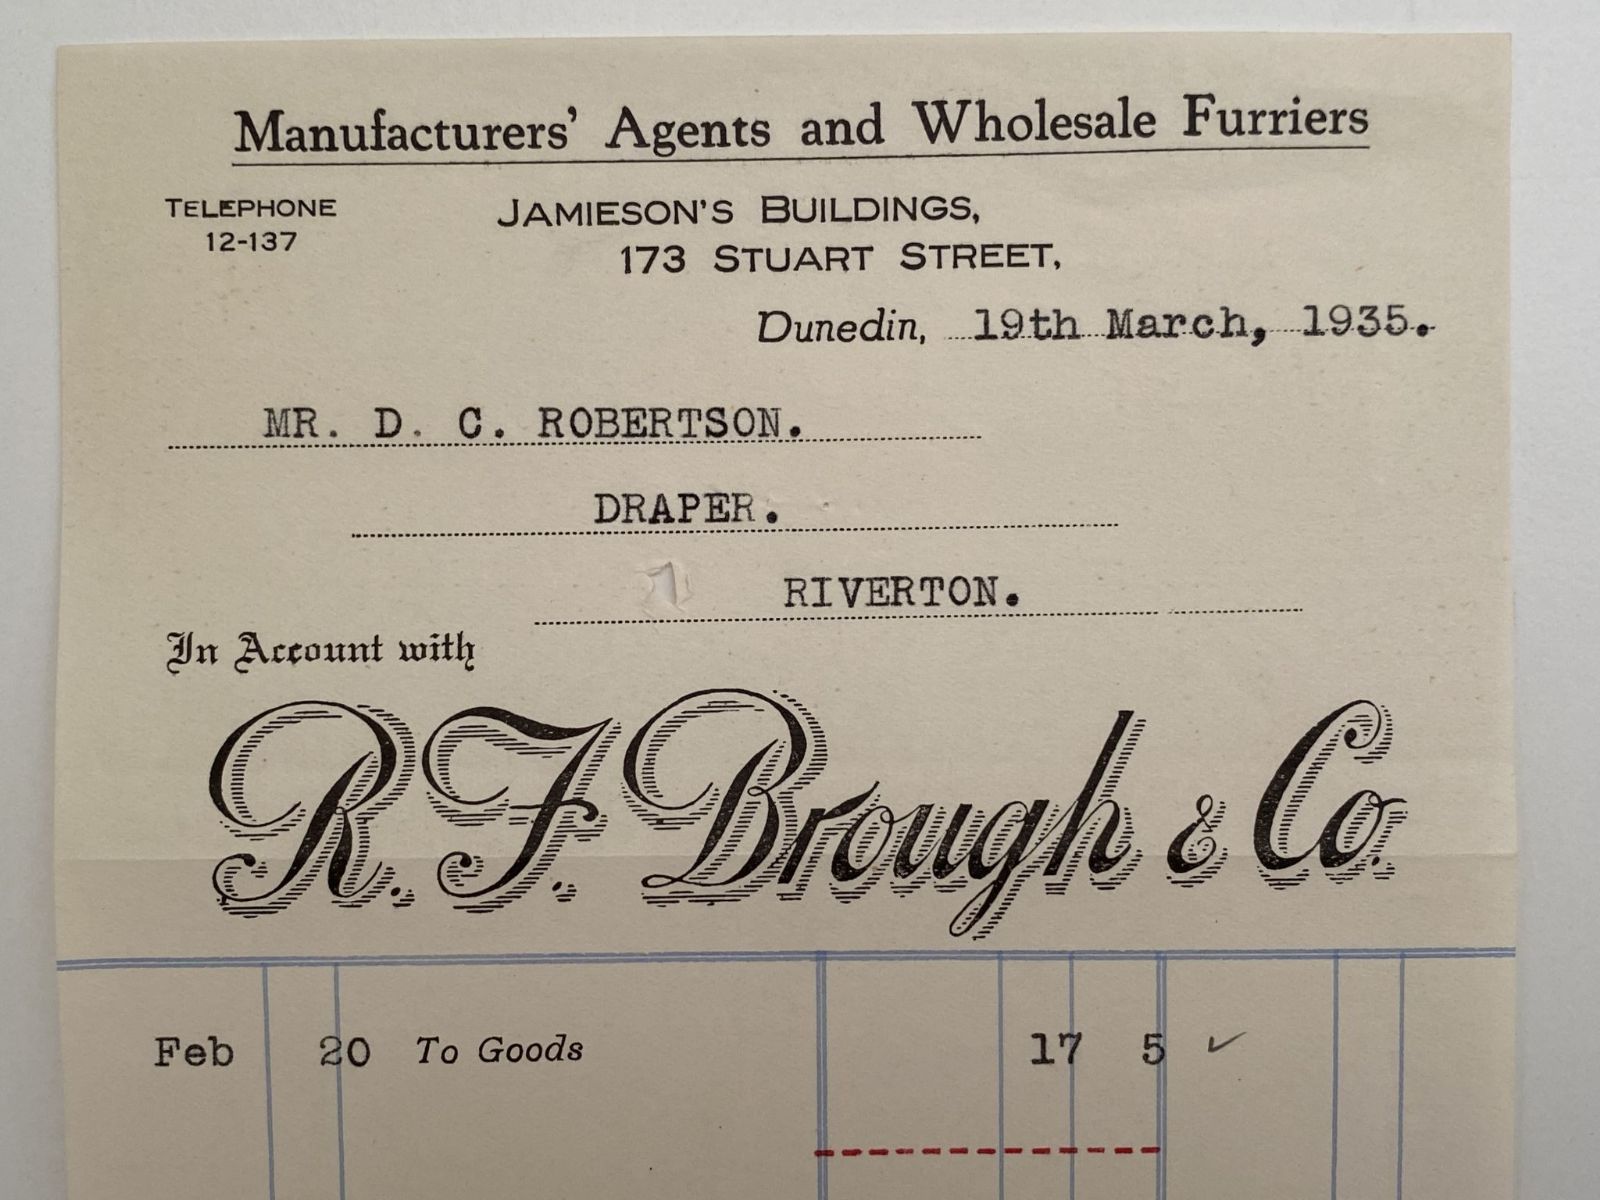 Manufacturers' Agents and Wholesale Furriers
TELEPHONE
12-137
JAMIESON'S BUILDINGS,
173 STUART STREET,
Dunedin, 19th March, 1935.
MR. D. C. ROBERTSON.
DRAPER.
RIVERTON.
In Account with
R. F. Brough & Co.
Feb 20 To Goods 17 5 ✓